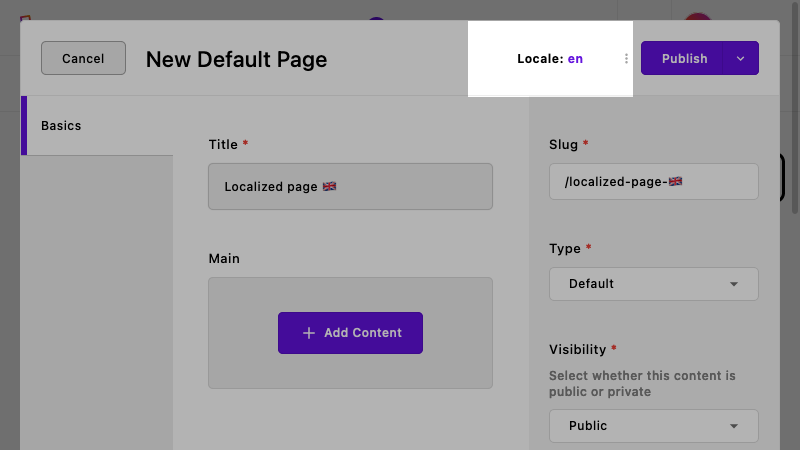 Cancel
New Default Page
Locale: en
Publish
Basics
Title *
Localized page 🇬🇧
Main
Add Content
Slug *
/localized-page-🇬🇧
Type *
Default
Visibility *
Select whether this content is
public or private
Public